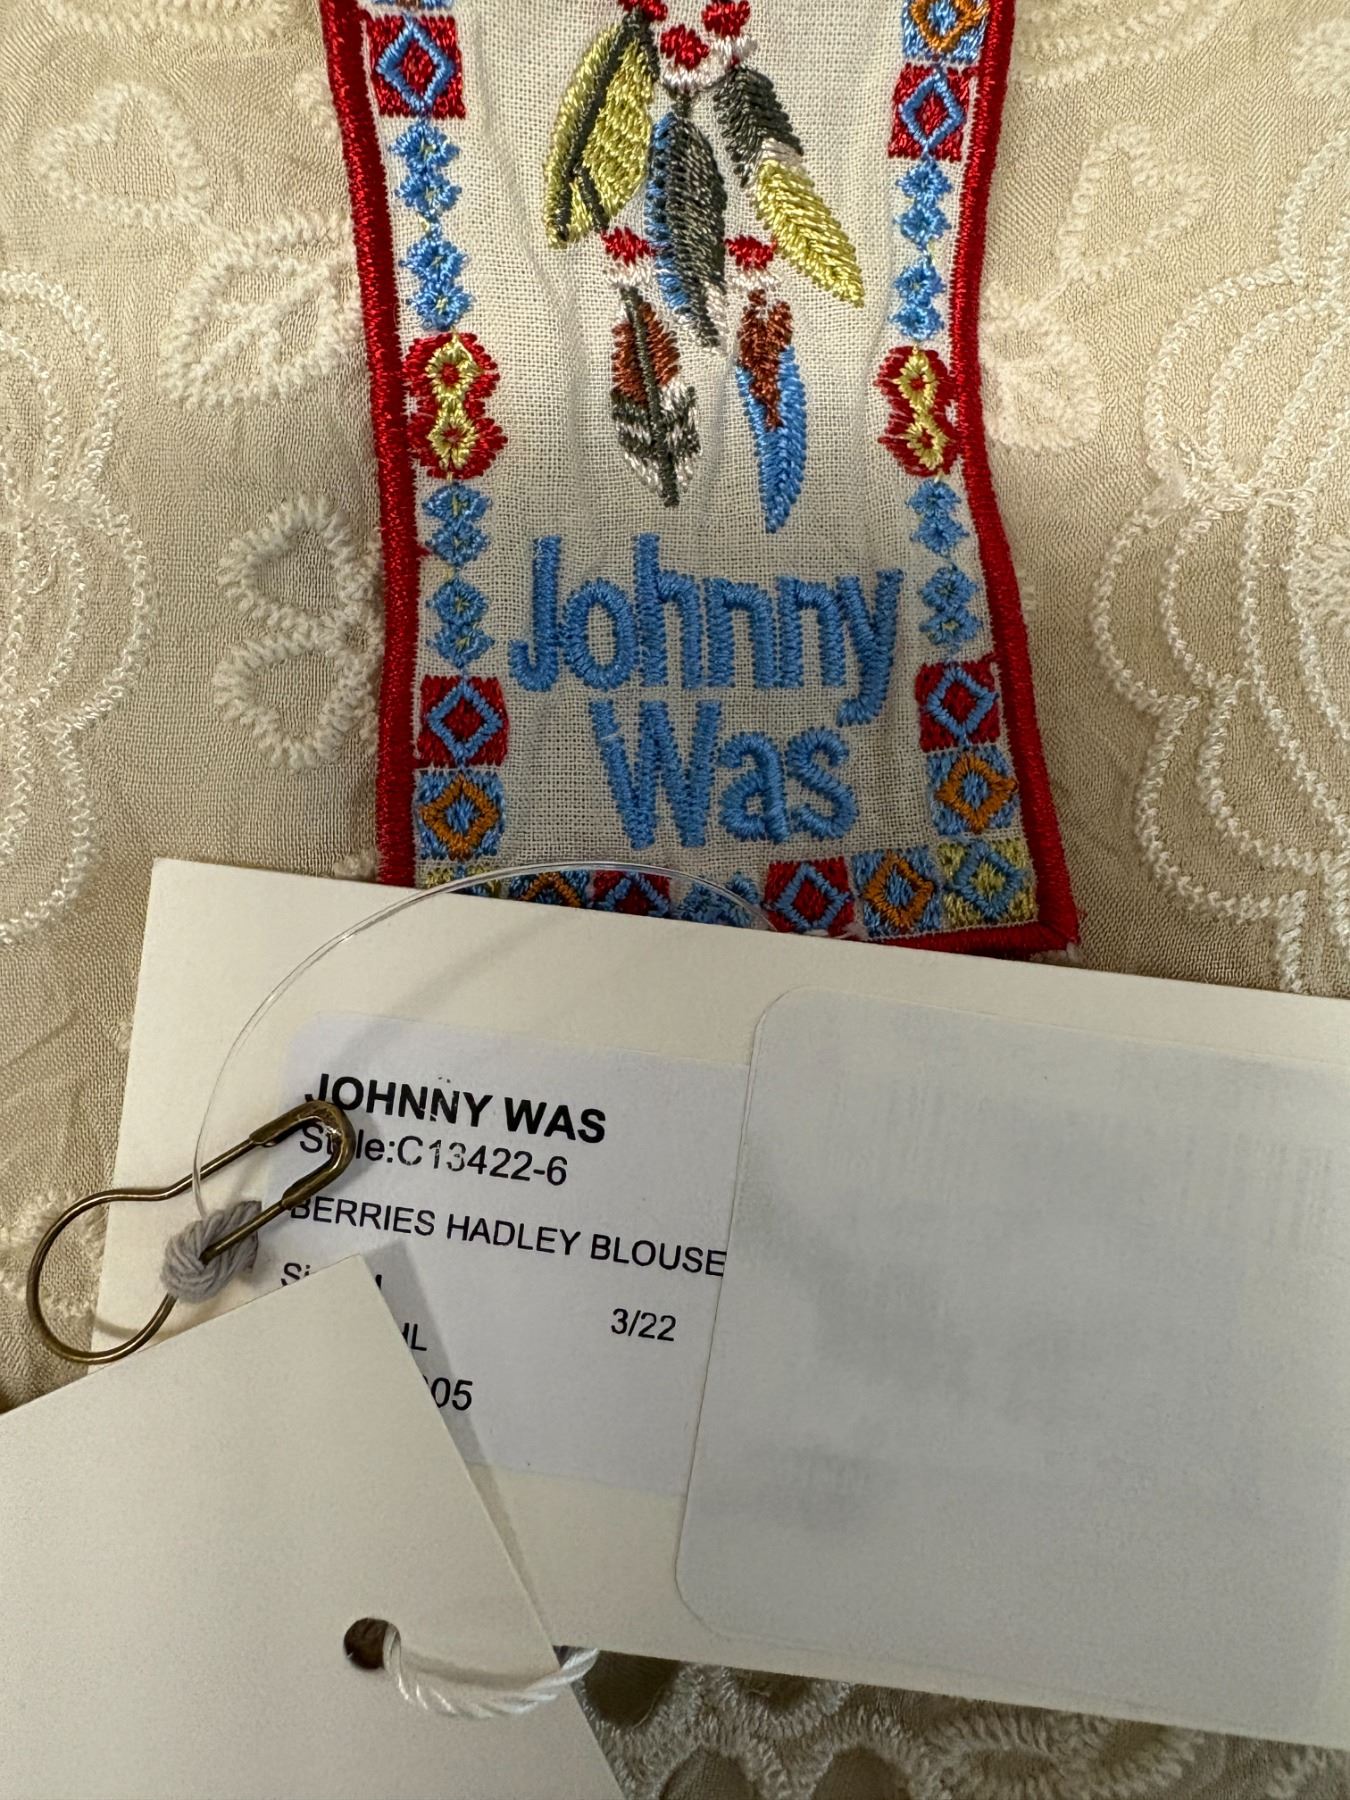 Johnny
Was
JOHNNY WAS
Style:C13422-6
BERRIES HADLEY BLOUSE
3/22